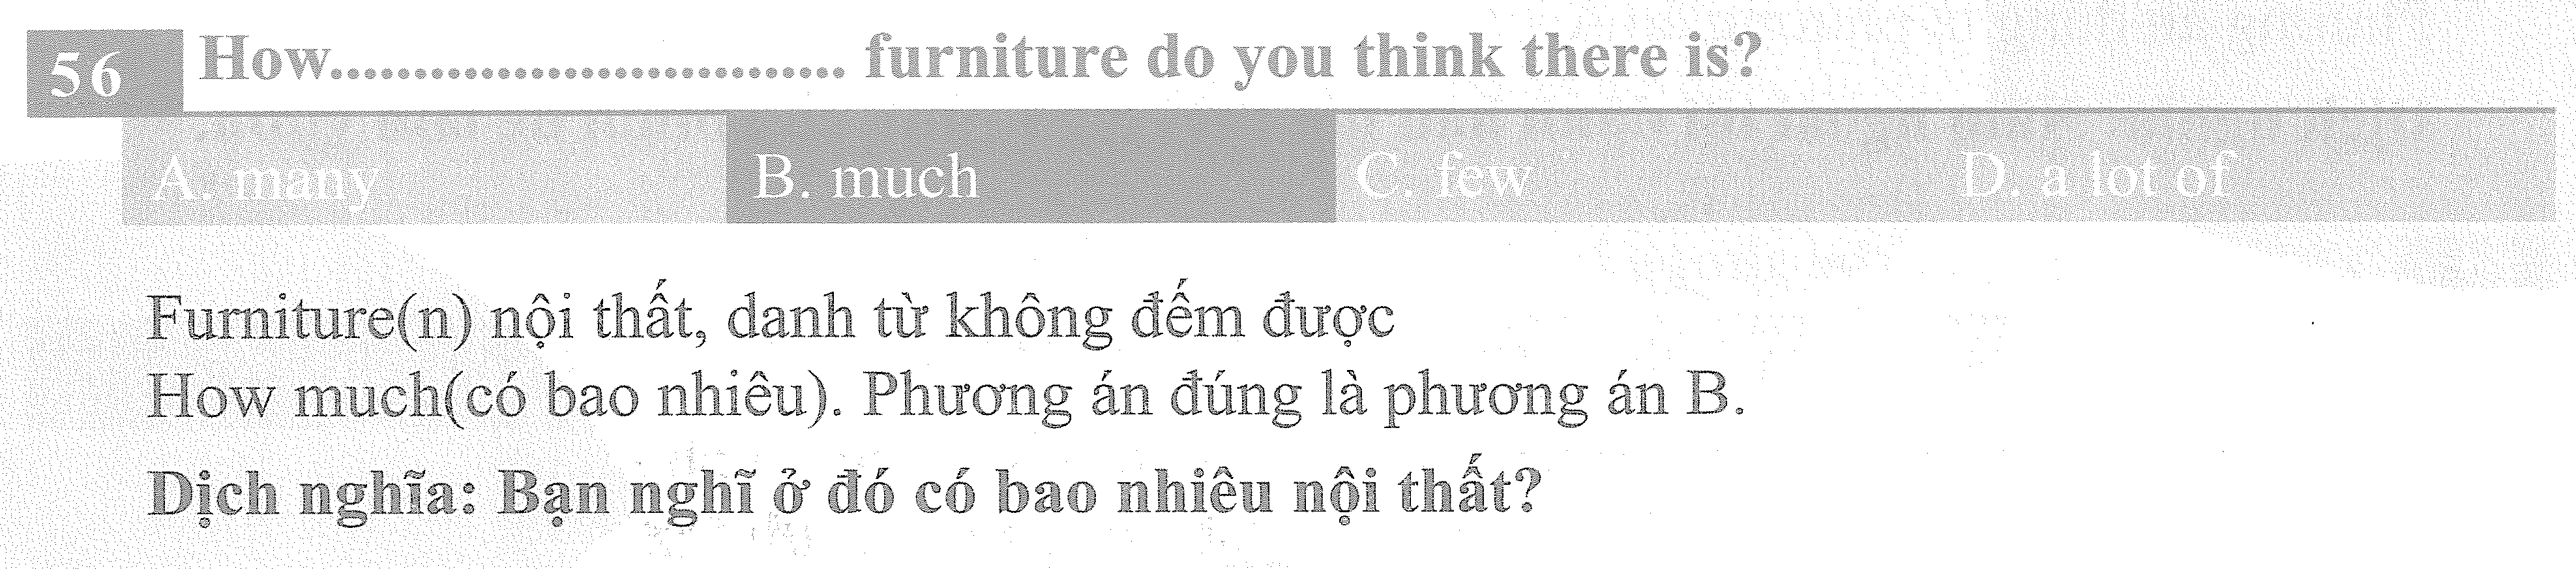 56 How............................... furniture do you think there is?
A. many B. much C. few D. a lot of
Furniture(n) nội thất, danh từ không đếm được
How much(có bao nhiêu). Phương án đúng là phương án B.
Dịch nghĩa: Bạn nghĩ ở đó có bao nhiêu nội thất?